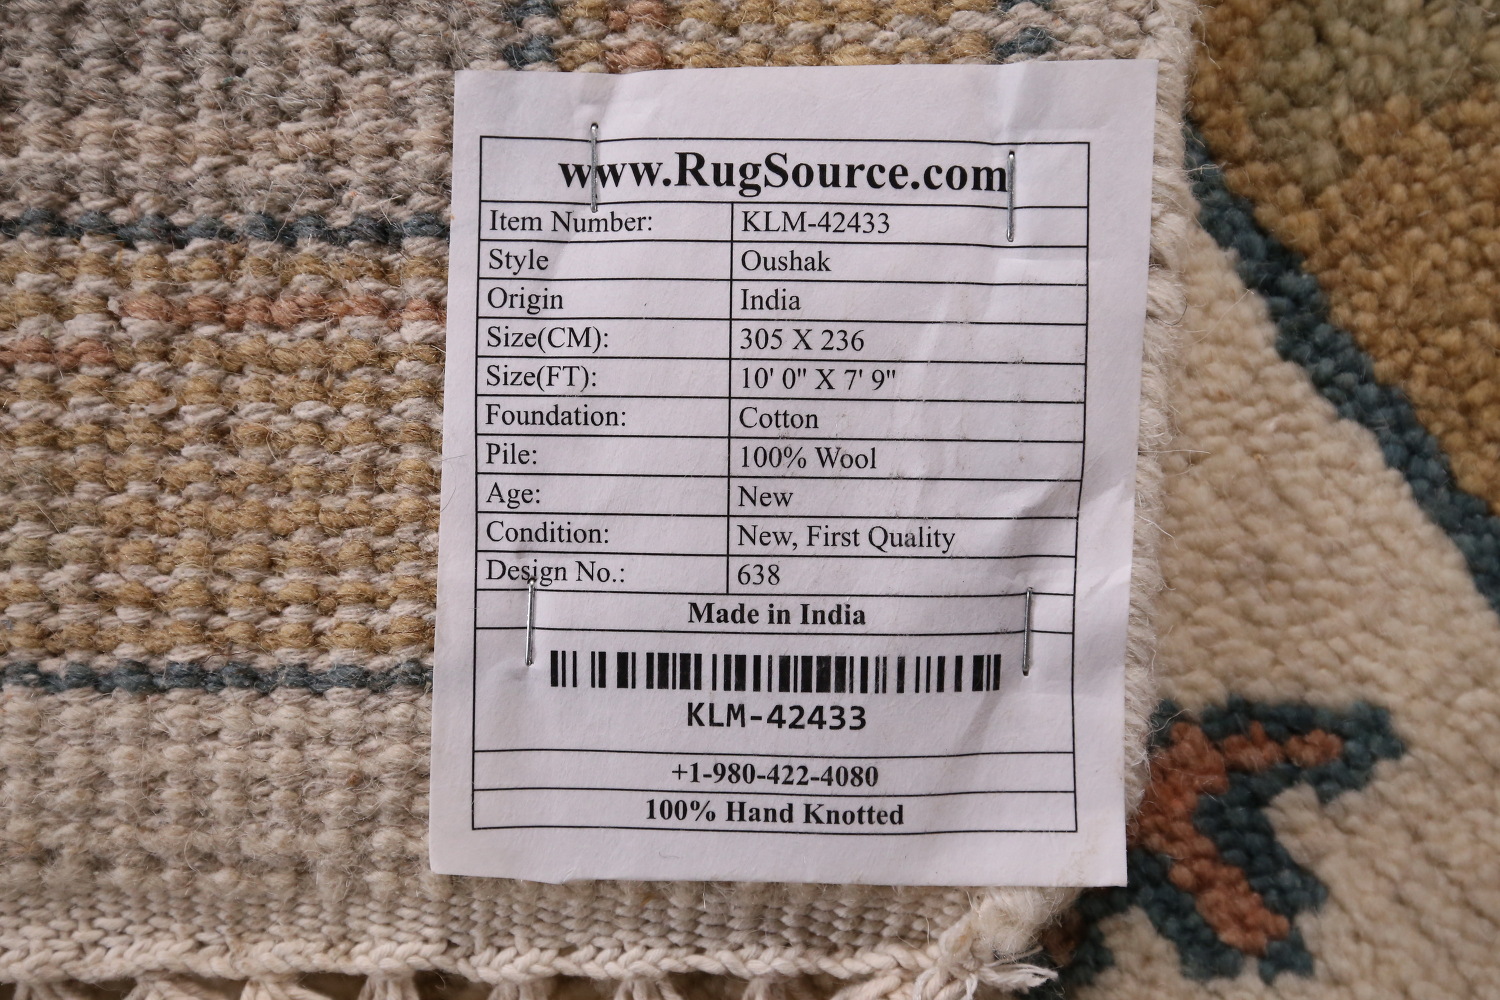 www.RugSource.com
Item Number: KLM-42433
Style Oushak
Origin India
Size(CM): 305 X 236
Size(FT): 10' 0" X 7' 9"
Foundation: Cotton
Pile: 100% Wool
Age: New
Condition: New, First Quality
Design No.: 638
Made in India
KLM-42433
+1-980-422-4080
100% Hand Knotted